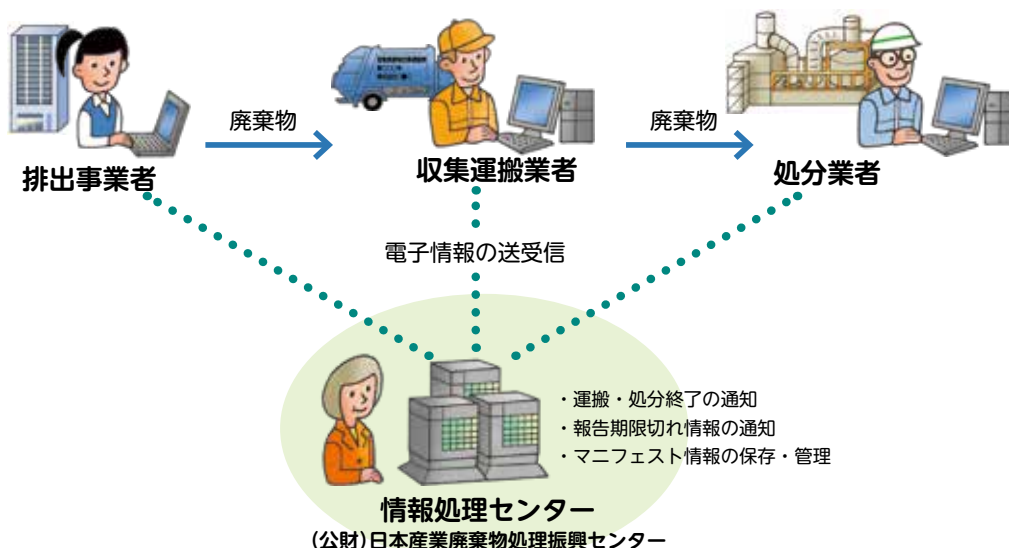 廃棄物
廃棄物
排出事業者
収集運搬業者
処分業者
電子情報の送受信
・運搬・処分終了の通知
・報告期限切れ情報の通知
・マニフェスト情報の保存・管理
情報処理センター
(公財)日本産業廃棄物処理振興センター